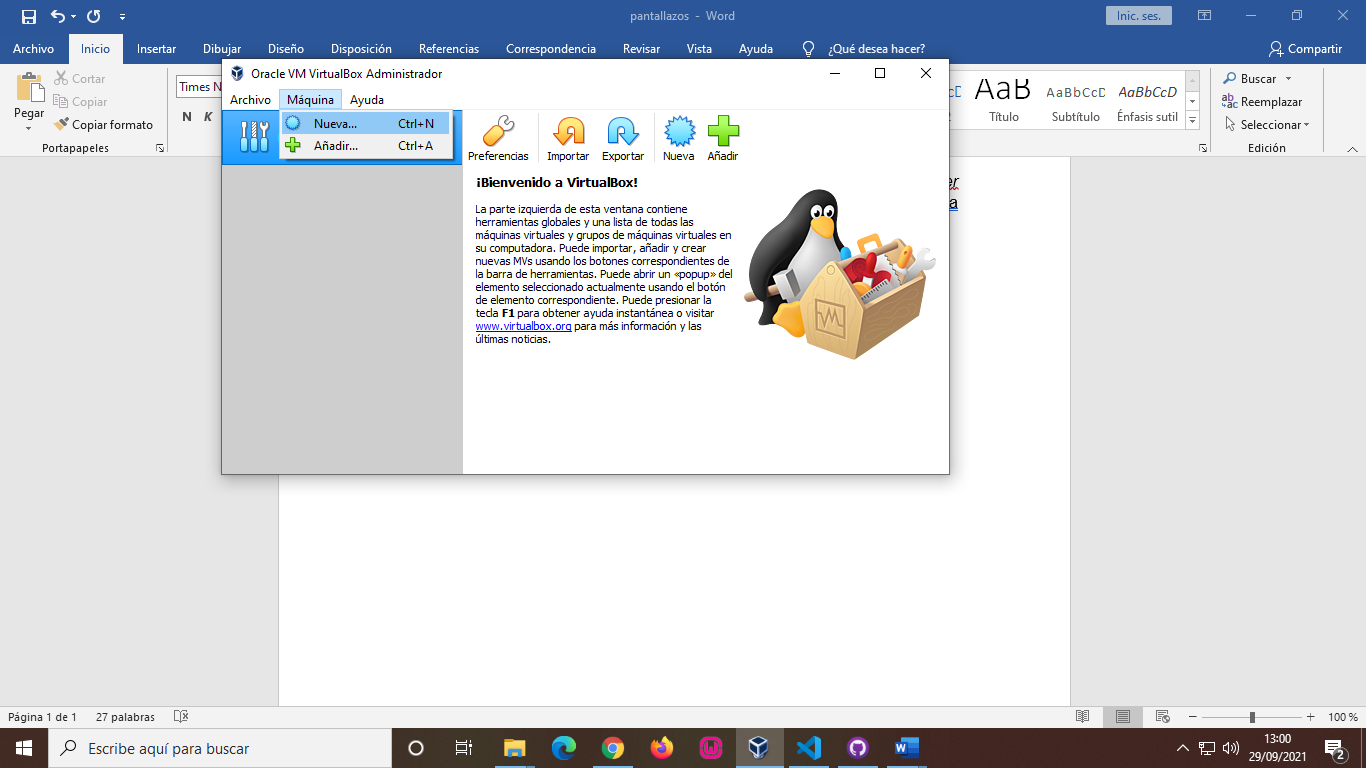 pantallazos - Word
Inic. ses.
Archivo Inicio Insertar Dibujar Diseño Disposición Referencias Correspondencia Revisar Vista Ayuda ¿Qué desea hacer? Compartir
Pegar
Cortar
Copiar
Copiar formato
Portapapeles
Times N
N K
AaB AaBbCcD AaBbCcD
Título Subtítulo Énfasis sutil
Buscar
Reemplazar
Seleccionar
Edición
Oracle VM VirtualBox Administrador
Archivo Máquina Ayuda
Nueva... Ctrl+N
Añadir... Ctrl+A
Preferencias Importar Exportar Nueva Añadir
¡Bienvenido a VirtualBox!
La parte izquierda de esta ventana contiene
herramientas globales y una lista de todas las
máquinas virtuales y grupos de máquinas virtuales en
su computadora. Puede importar, añadir y crear
nuevas MVs usando los botones correspondientes de
la barra de herramientas. Puede abrir un «popup» del
elemento seleccionado actualmente usando el botón
de elemento correspondiente. Puede presionar la
tecla F1 para obtener ayuda instantánea o visitar
www.virtualbox.org para más información y las
últimas noticias.
er
a
Página 1 de 1 27 palabras 100 %
Escribe aquí para buscar
13:00
29/09/2021
2